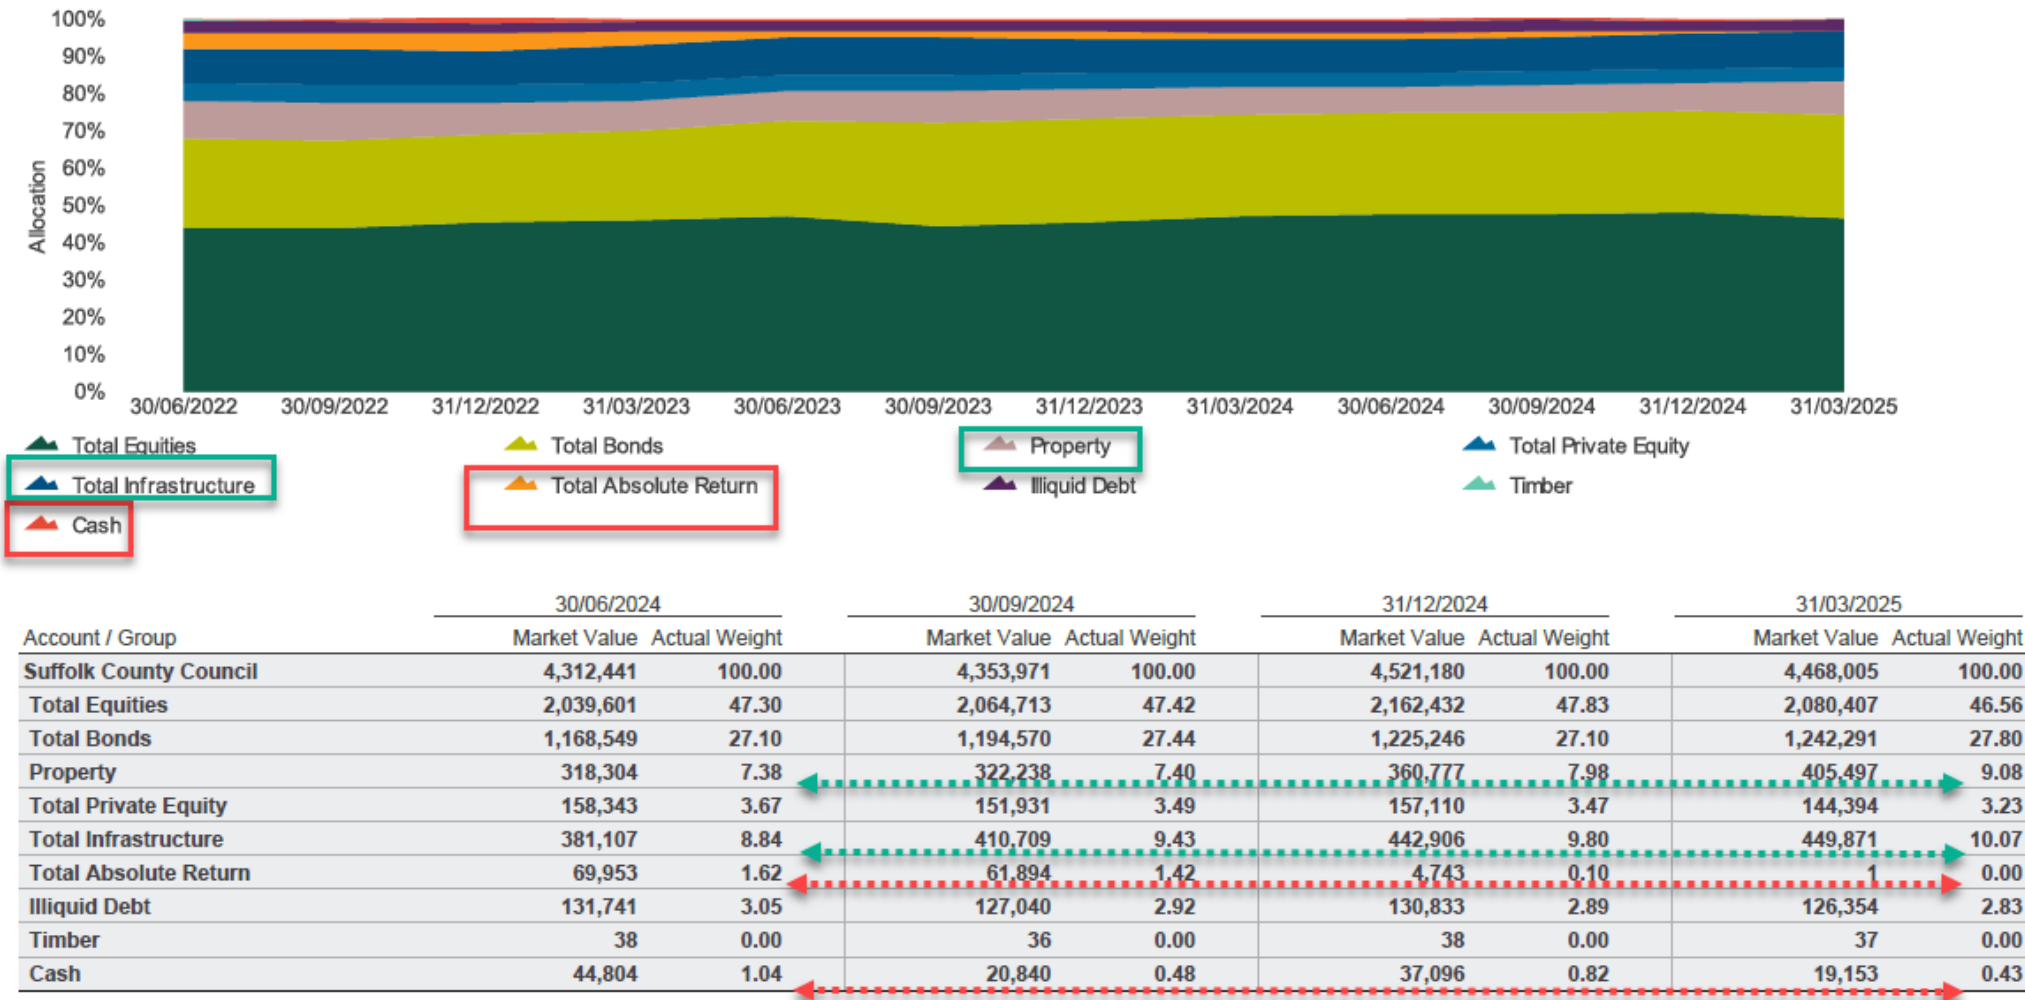 100%
90%
80%
70%
60%
50%
40%
30%
20%
10%
0%
Allocation
30/06/2022 30/09/2022 31/12/2022 31/03/2023 30/06/2023 30/09/2023 31/12/2023 31/03/2024 30/06/2024 30/09/2024 31/12/2024 31/03/2025
Total Equities Total Bonds Property Total Private Equity
Total Infrastructure Total Absolute Return Illiquid Debt Timber
Cash
30/06/2024 30/09/2024 31/12/2024 31/03/2025
Account / Group Market Value Actual Weight Market Value Actual Weight Market Value Actual Weight Market Value Actual Weight
Suffolk County Council 4,312,441 100.00 4,353,971 100.00 4,521,180 100.00 4,468,005 100.00
Total Equities 2,039,601 47.30 2,064,713 47.42 2,162,432 47.83 2,080,407 46.56
Total Bonds 1,168,549 27.10 1,194,570 27.44 1,225,246 27.10 1,242,291 27.80
Property 318,304 7.38 322,238 7.40 360,777 7.98 405,497 9.08
Total Private Equity 158,343 3.67 151,931 3.49 157,110 3.47 144,394 3.23
Total Infrastructure 381,107 8.84 410,709 9.43 442,906 9.80 449,871 10.07
Total Absolute Return 69,953 1.62 61,894 1.42 4,743 0.10 1 0.00
Illiquid Debt 131,741 3.05 127,040 2.92 130,833 2.89 126,354 2.83
Timber 38 0.00 36 0.00 38 0.00 37 0.00
Cash 44,804 1.04 20,840 0.48 37,096 0.82 19,153 0.43